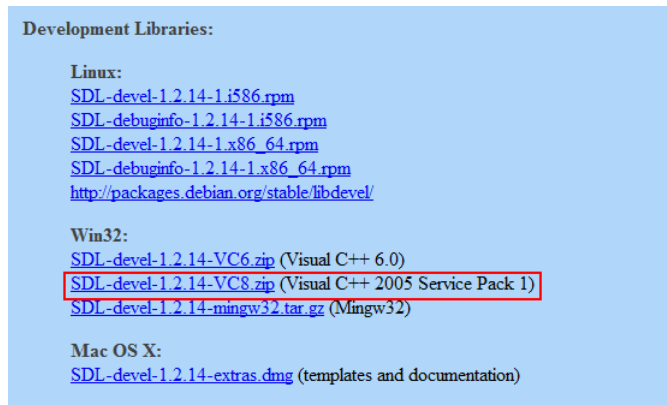 Development Libraries:
Linux:
SDL-devel-1.2.14-1.i586.rpm
SDL-debuginfo-1.2.14-1.i586.rpm
SDL-devel-1.2.14-1.x86_64.rpm
SDL-debuginfo-1.2.14-1.x86_64.rpm
http://packages.debian.org/stable/libdevel/
Win32:
SDL-devel-1.2.14-VC6.zip (Visual C++ 6.0)
SDL-devel-1.2.14-VC8.zip (Visual C++ 2005 Service Pack 1)
SDL-devel-1.2.14-mingw32.tar.gz (Mingw32)
Mac OS X:
SDL-devel-1.2.14-extras.dmg (templates and documentation)